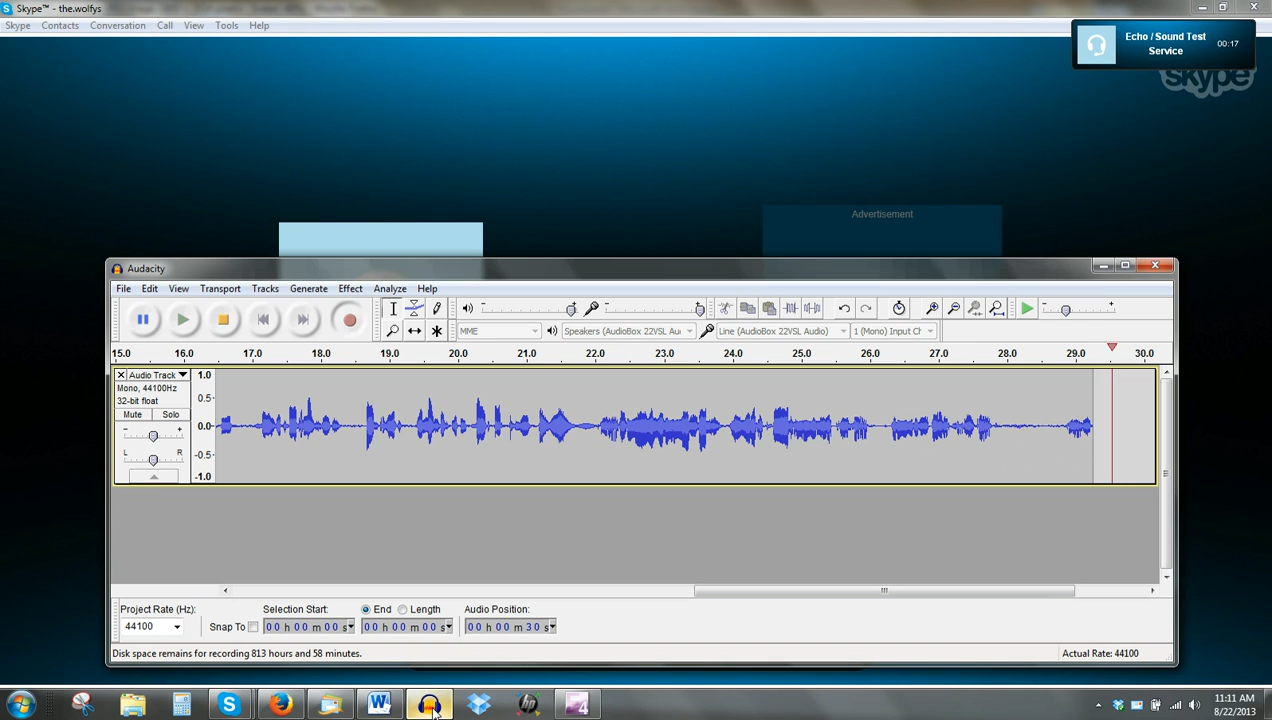 Skype™ - the.wolfys
Skype Contacts Conversation Call View Tools Help
Echo / Sound Test
Service
00:17
skype
Advertisement
Audacity
File Edit View Transport Tracks Generate Effect Analyze Help
MME Speakers (AudioBox 22VSL Au Line (AudioBox 22VSL Audio) 1 (Mono) Input Ch
15.0 16.0 17.0 18.0 19.0 20.0 21.0 22.0 23.0 24.0 25.0 26.0 27.0 28.0 29.0 30.0
Audio Track
Mono, 44100Hz
32-bit float
Mute Solo
- +
L R
1.0
0.5
0.0
-0.5
-1.0
Project Rate (Hz): Selection Start: End Length Audio Position:
44100 Snap To 00 h 00 m 00 s 00 h 00 m 00 s 00 h 00 m 30 s
Disk space remains for recording 813 hours and 58 minutes. Actual Rate: 44100
11:11 AM
8/22/2013